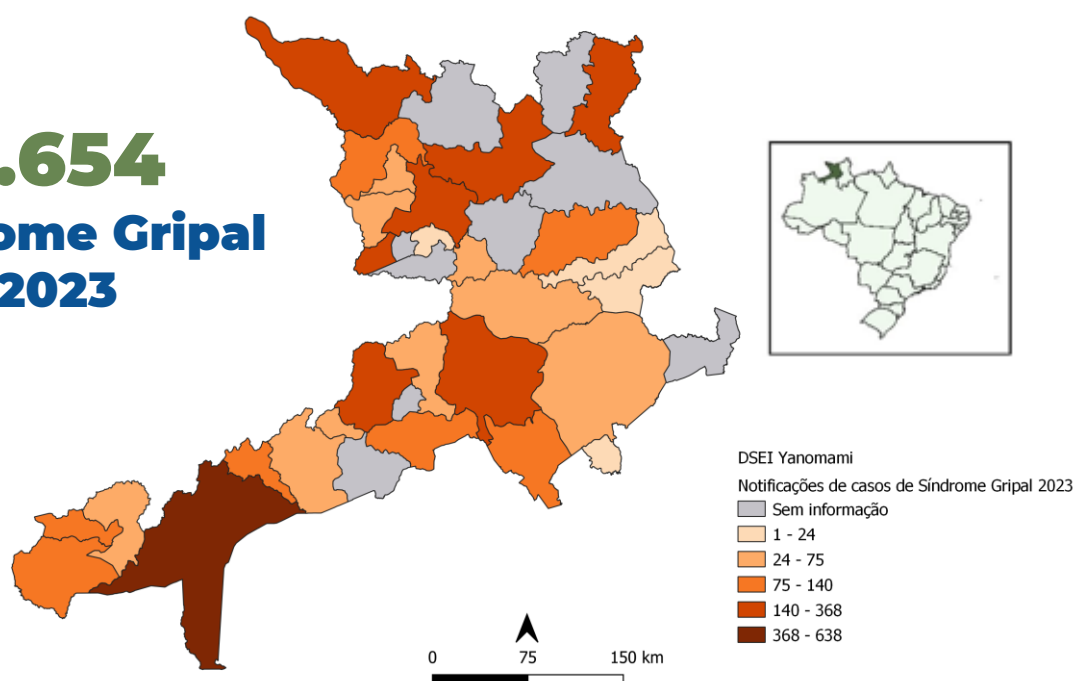 .654
ome Gripal
2023
DSEI Yanomami
Notificações de casos de Síndrome Gripal 2023
Sem informação
1 - 24
24 - 75
75 - 140
140 - 368
368 - 638
0 75 150 km